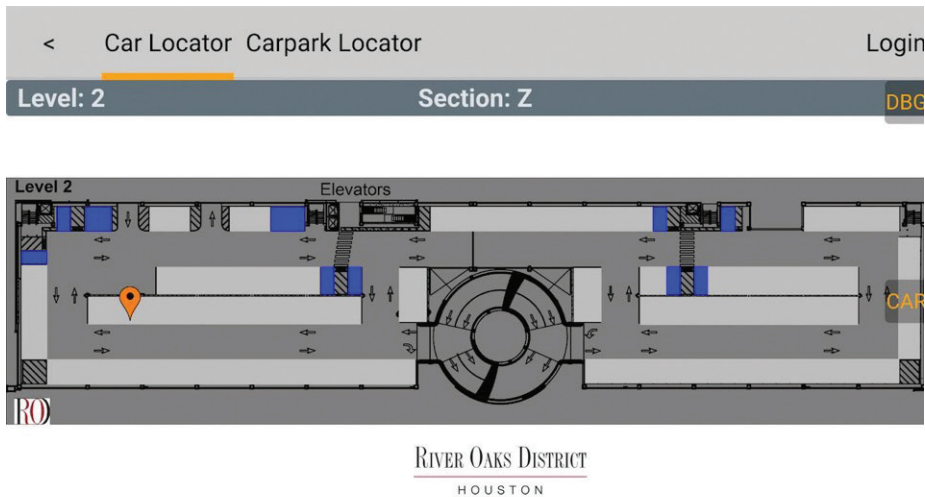 < Car Locator Carpark Locator Login
Level: 2 Section: Z DBG
Level 2 Elevators
CAR
RO
RIVER OAKS DISTRICT
HOUSTON